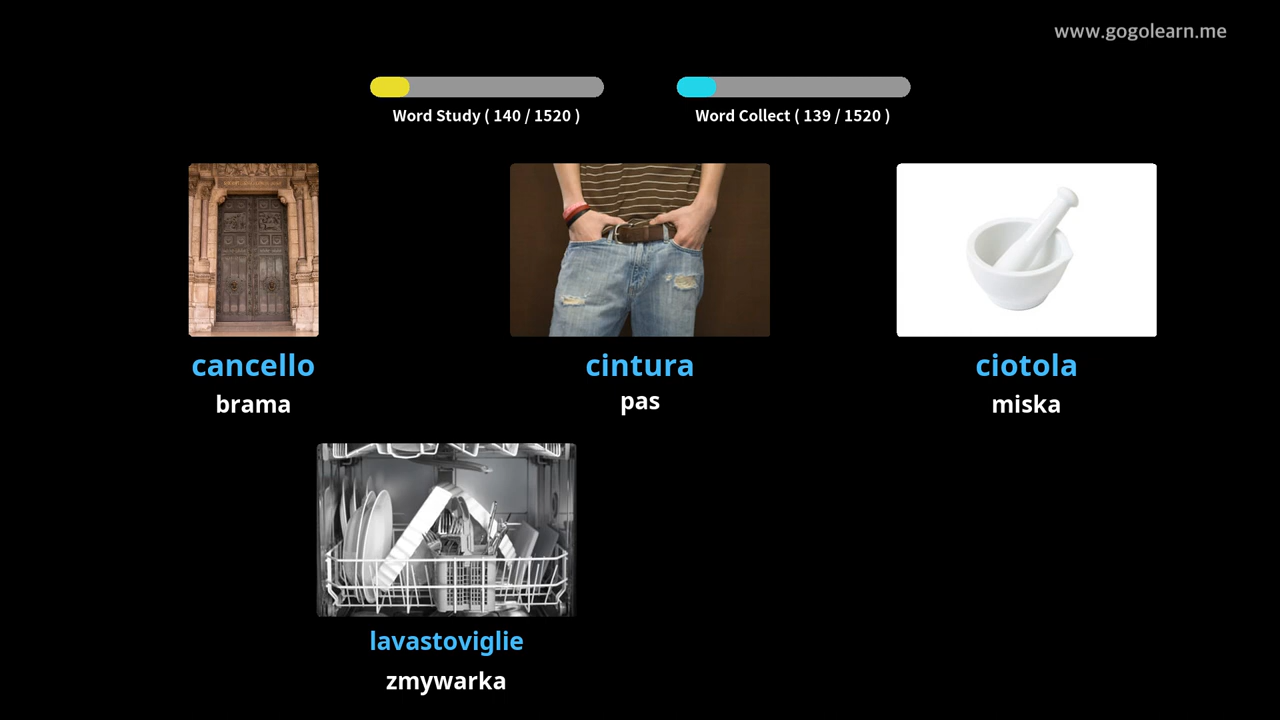 www.gogolearn.me
Word Study ( 140 / 1520 )
Word Collect ( 139 / 1520 )
cancello
brama
cintura
pas
ciotola
miska
lavastoviglie
zmywarka